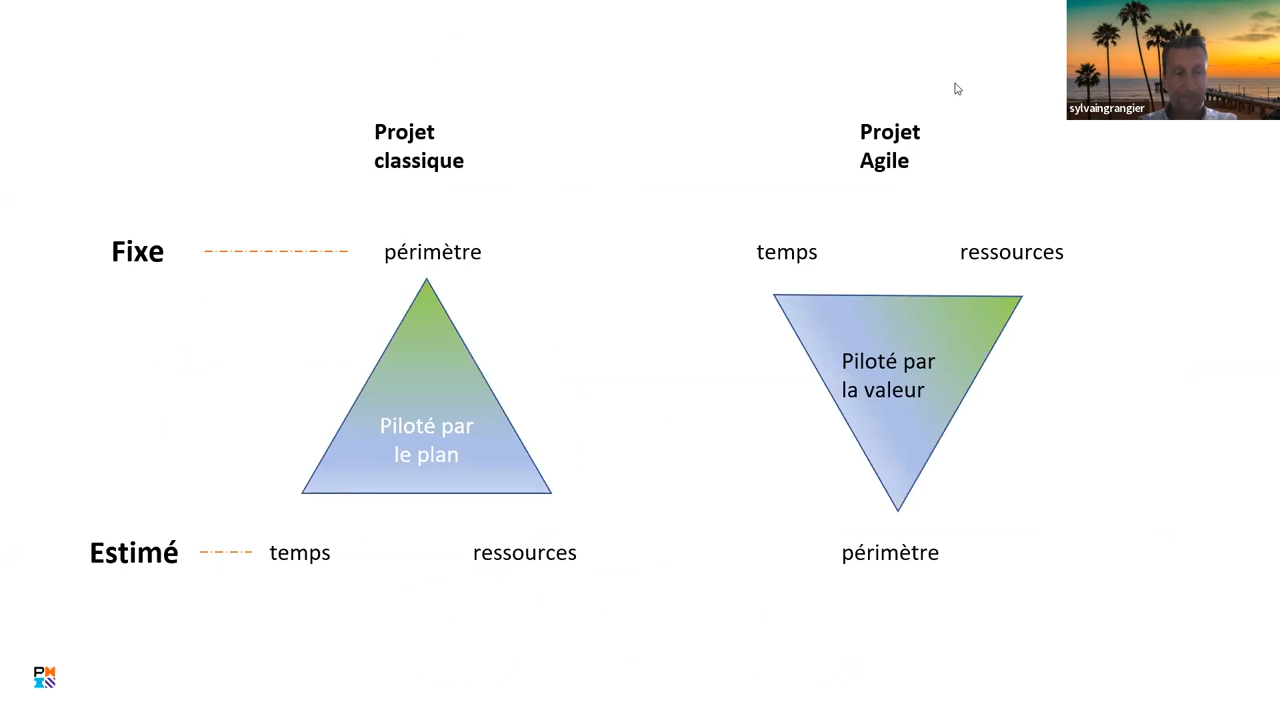 sylvaingrangier
Projet
classique
Projet
Agile
Fixe
périmètre
temps
ressources
Piloté par
le plan
Piloté par
la valeur
Estimé
temps
ressources
périmètre